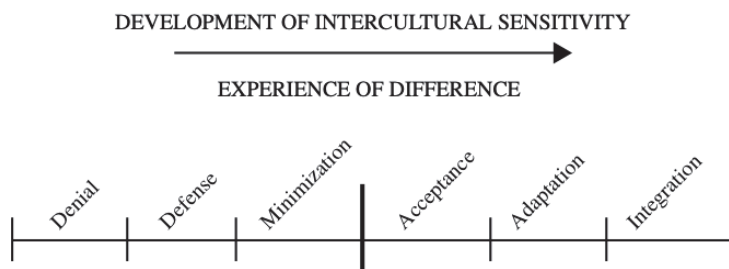 DEVELOPMENT OF INTERCULTURAL SENSITIVITY
EXPERIENCE OF DIFFERENCE
Denial
Defense
Minimization
Acceptance
Adaptation
Integration